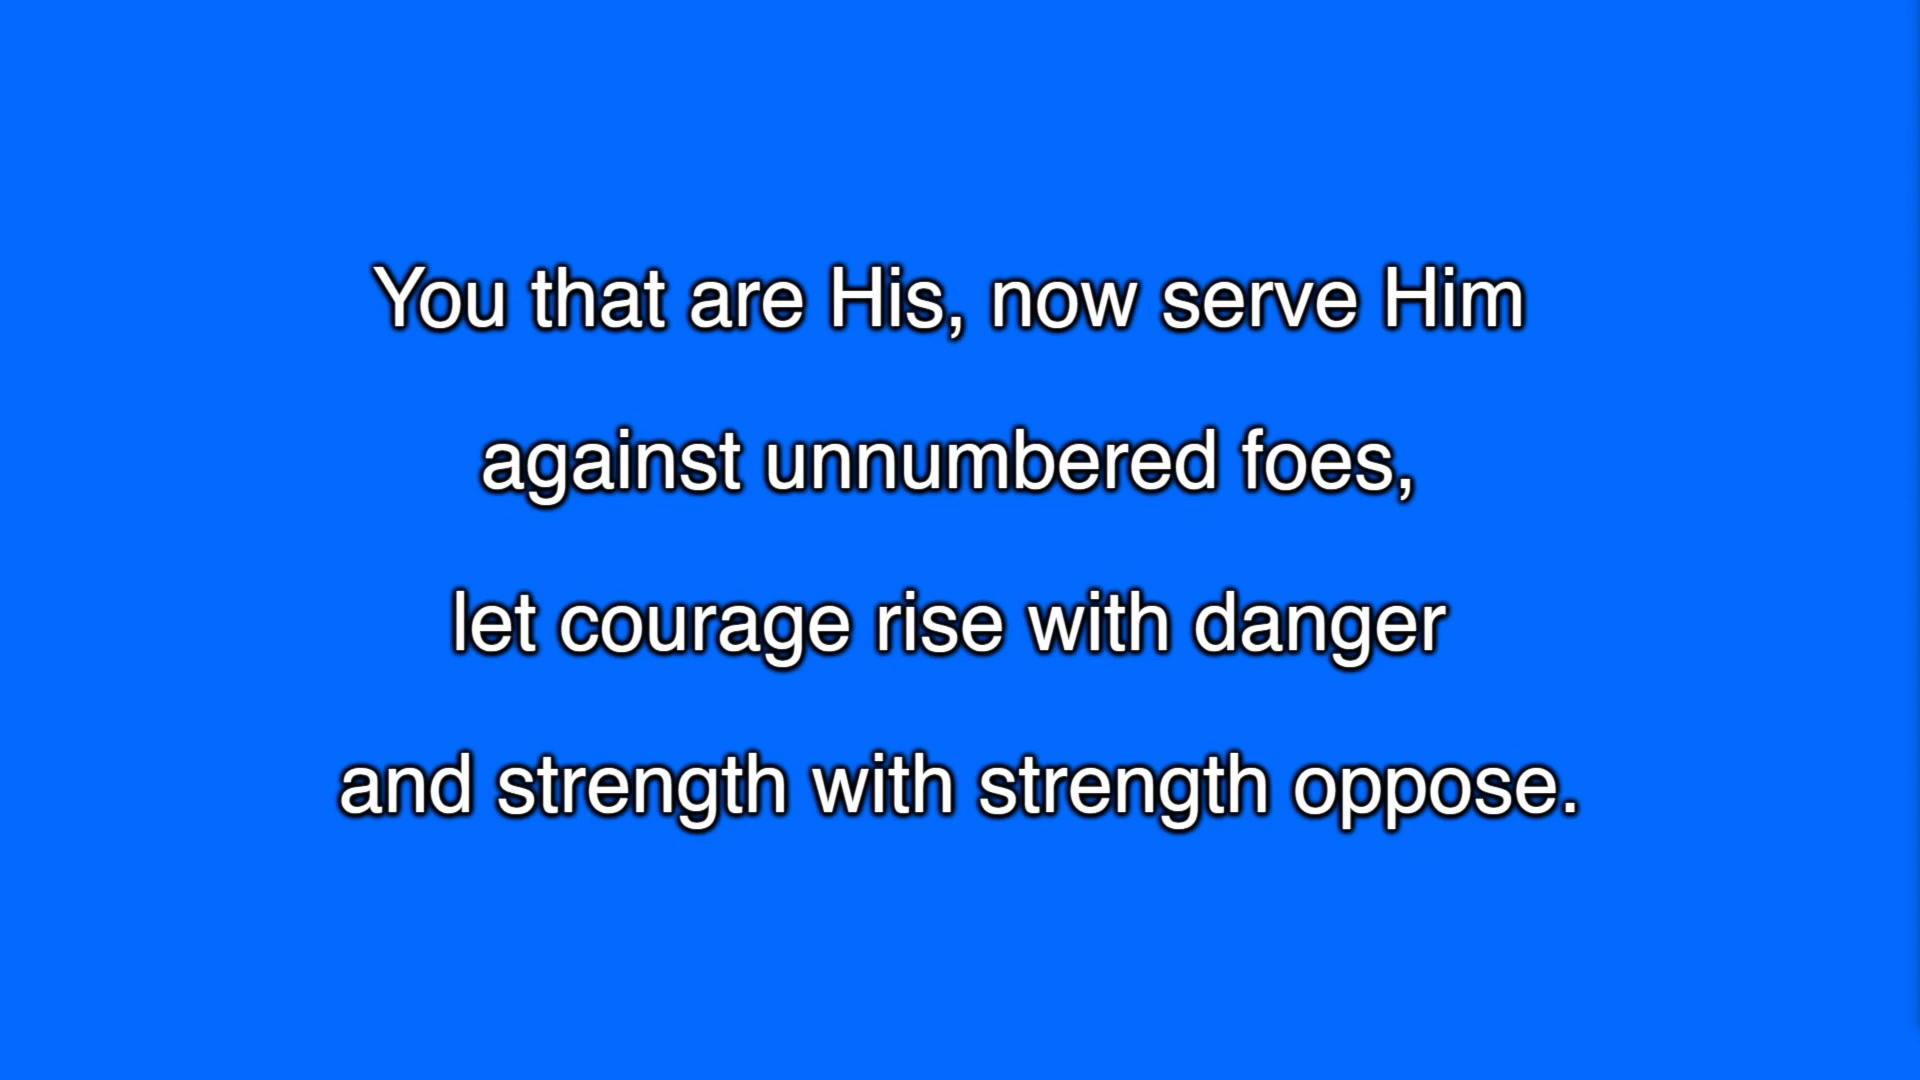 You that are His, now serve Him
against unnumbered foes,
let courage rise with danger
and strength with strength oppose.